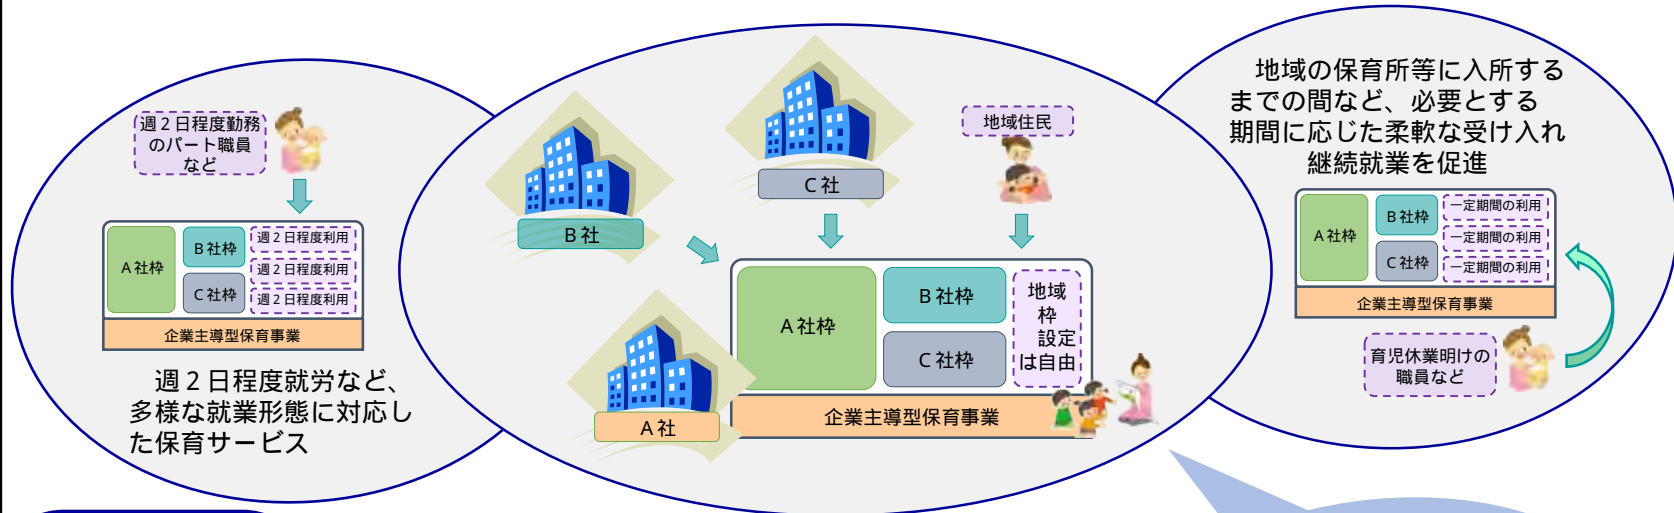 週２日程度勤務
のパート職員
など
A社枠
B社枠
C社枠
週２日程度利用
週２日程度利用
週２日程度利用
企業主導型保育事業
週２日程度就労など、
多様な就業形態に対応し
た保育サービス
B社
C社
地域住民
A社
A社枠
B社枠
C社枠
地域
枠
設定
は自由
企業主導型保育事業
地域の保育所等に入所する
までの間など、必要とする
期間に応じた柔軟な受け入れ
継続就業を促進
A社枠
B社枠
C社枠
一定期間の利用
一定期間の利用
一定期間の利用
企業主導型保育事業
育児休業明けの
職員など